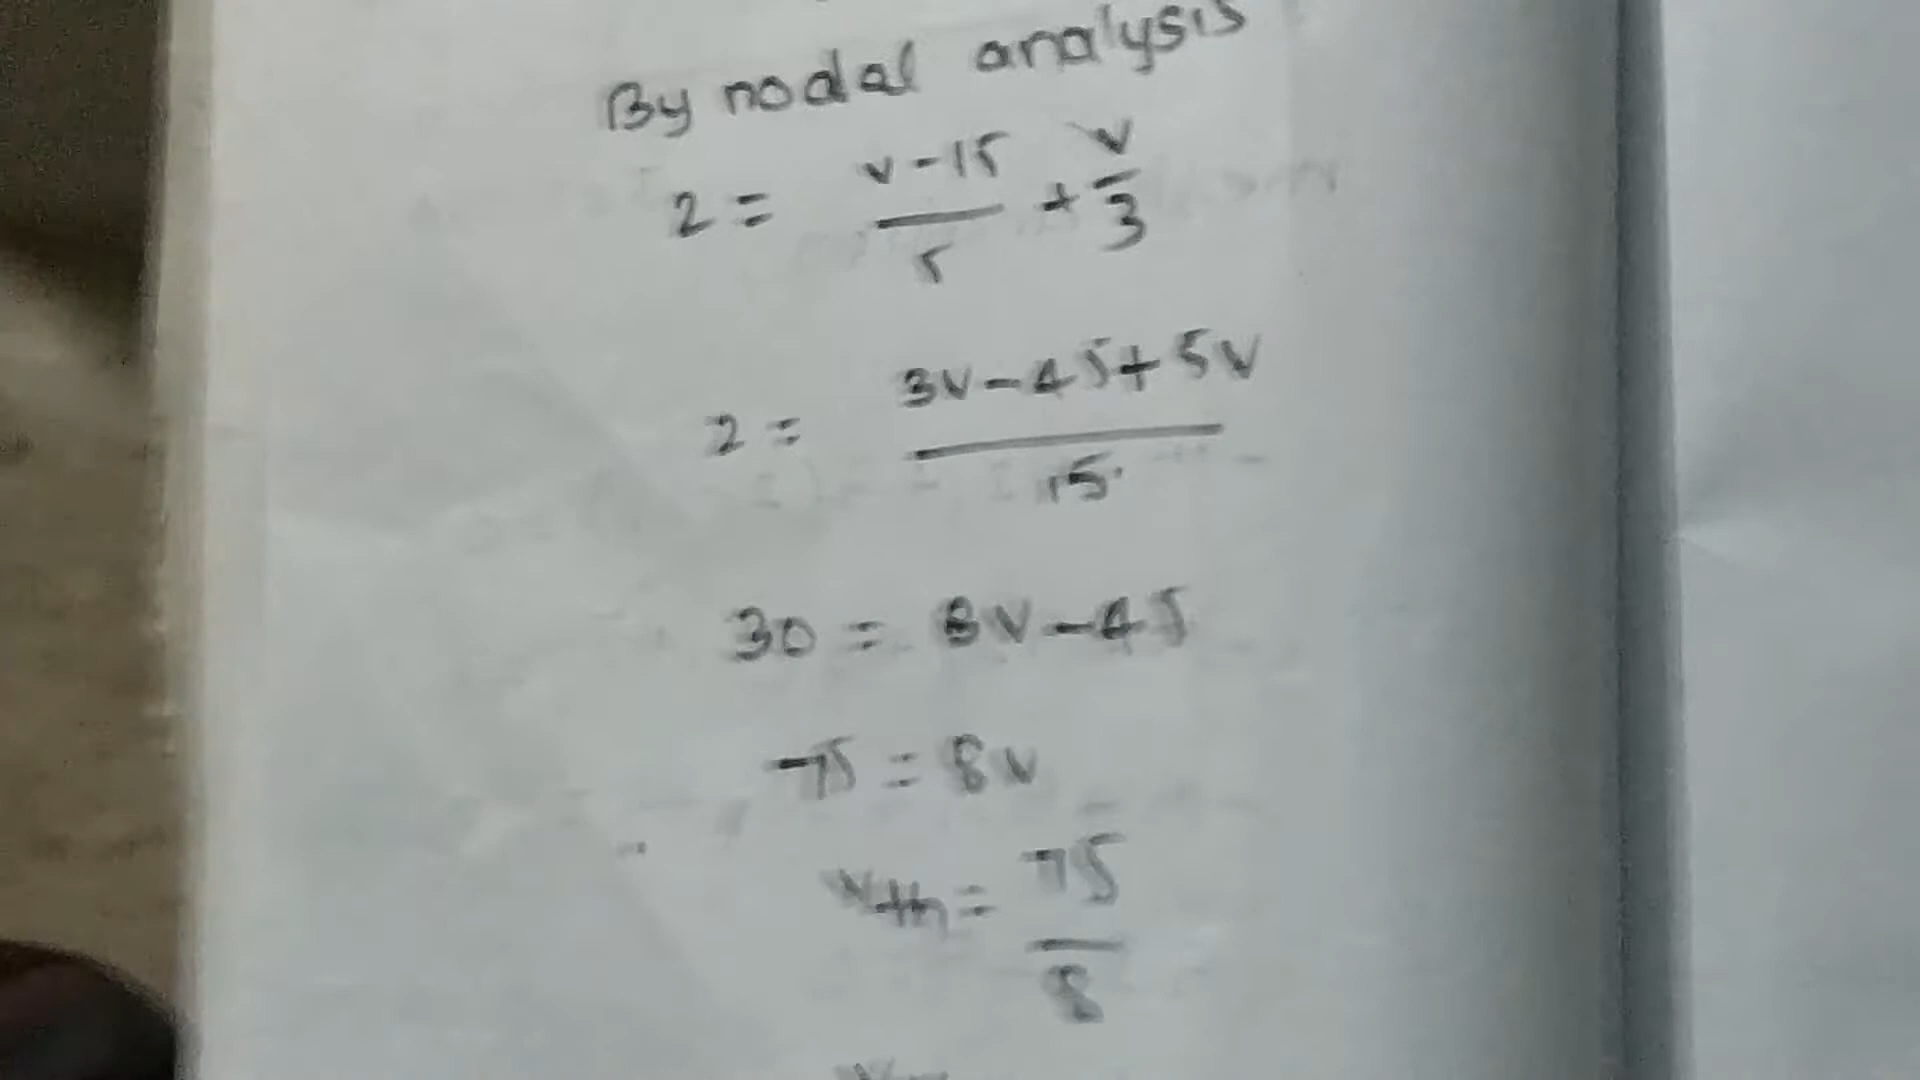 By nodal analysis
2 = v-15/5 + v/3
2 = 3v-45+5v/15
30 = 8v-45
75 = 8v
Vth = 75/8